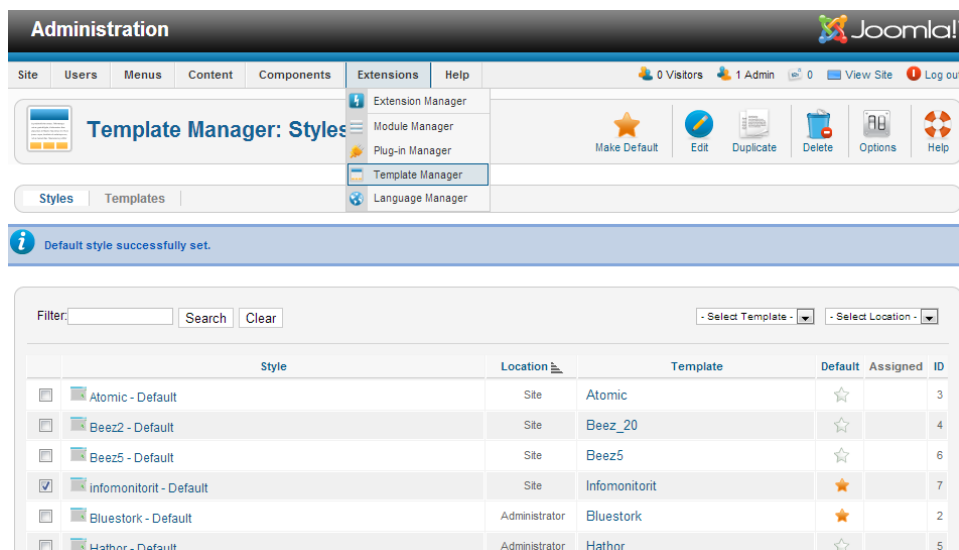 Administration
Joomla!
Site Users Menus Content Components Extensions Help 0 Visitors 1 Admin 0 View Site Log out
Extension Manager
Module Manager
Plug-in Manager
Template Manager
Language Manager
Template Manager: Styles
Make Default Edit Duplicate Delete Options Help
Styles Templates
Default style successfully set.
Filter: Search Clear - Select Template - - Select Location -
Style Location Template Default Assigned ID
Atomic - Default Site Atomic 3
Beez2 - Default Site Beez_20 4
Beez5 - Default Site Beez5 6
infomonitorit - Default Site Infomonitorit 7
Bluestork - Default Administrator Bluestork 2
Hathor - Default Administrator Hathor 5